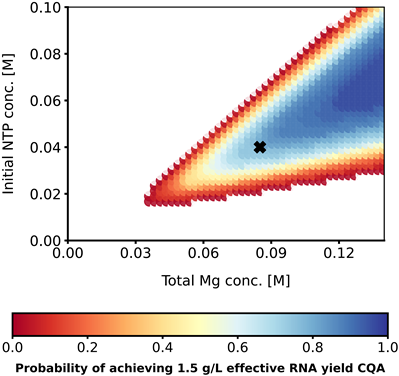 0.10
0.08
0.06
0.04
0.02
0.00
Initial NTP conc. [M]
0.00 0.03 0.06 0.09 0.12
Total Mg conc. [M]
0.0 0.2 0.4 0.6 0.8 1.0
Probability of achieving 1.5 g/L effective RNA yield CQA